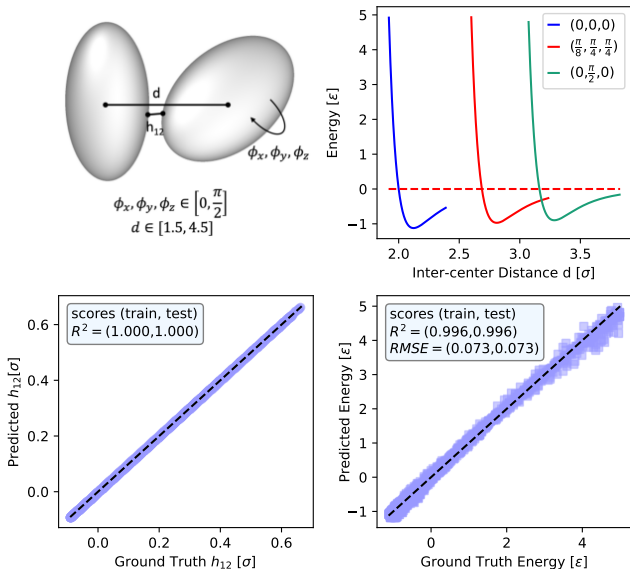 d
h₁₂
ϕₓ, ϕᵧ, ϕ_z
ϕₓ, ϕᵧ, ϕ_z ∈ [0, π/2]
d ∈ [1.5, 4.5]
Energy [ε]
5
4
3
2
1
0
−1
(0,0,0)
(π/8, π/4, π/4)
(0, π/2, 0)
2.0 2.5 3.0 3.5
Inter-center Distance d [σ]
Predicted h₁₂[σ]
0.6
0.4
0.2
0.0
scores (train, test)
R² = (1.000,1.000)
0.0 0.2 0.4 0.6
Ground Truth h₁₂ [σ]
Predicted Energy [ε]
5
4
3
2
1
0
−1
scores (train, test)
R² = (0.996,0.996)
RMSE = (0.073,0.073)
0 2 4
Ground Truth Energy [ε]